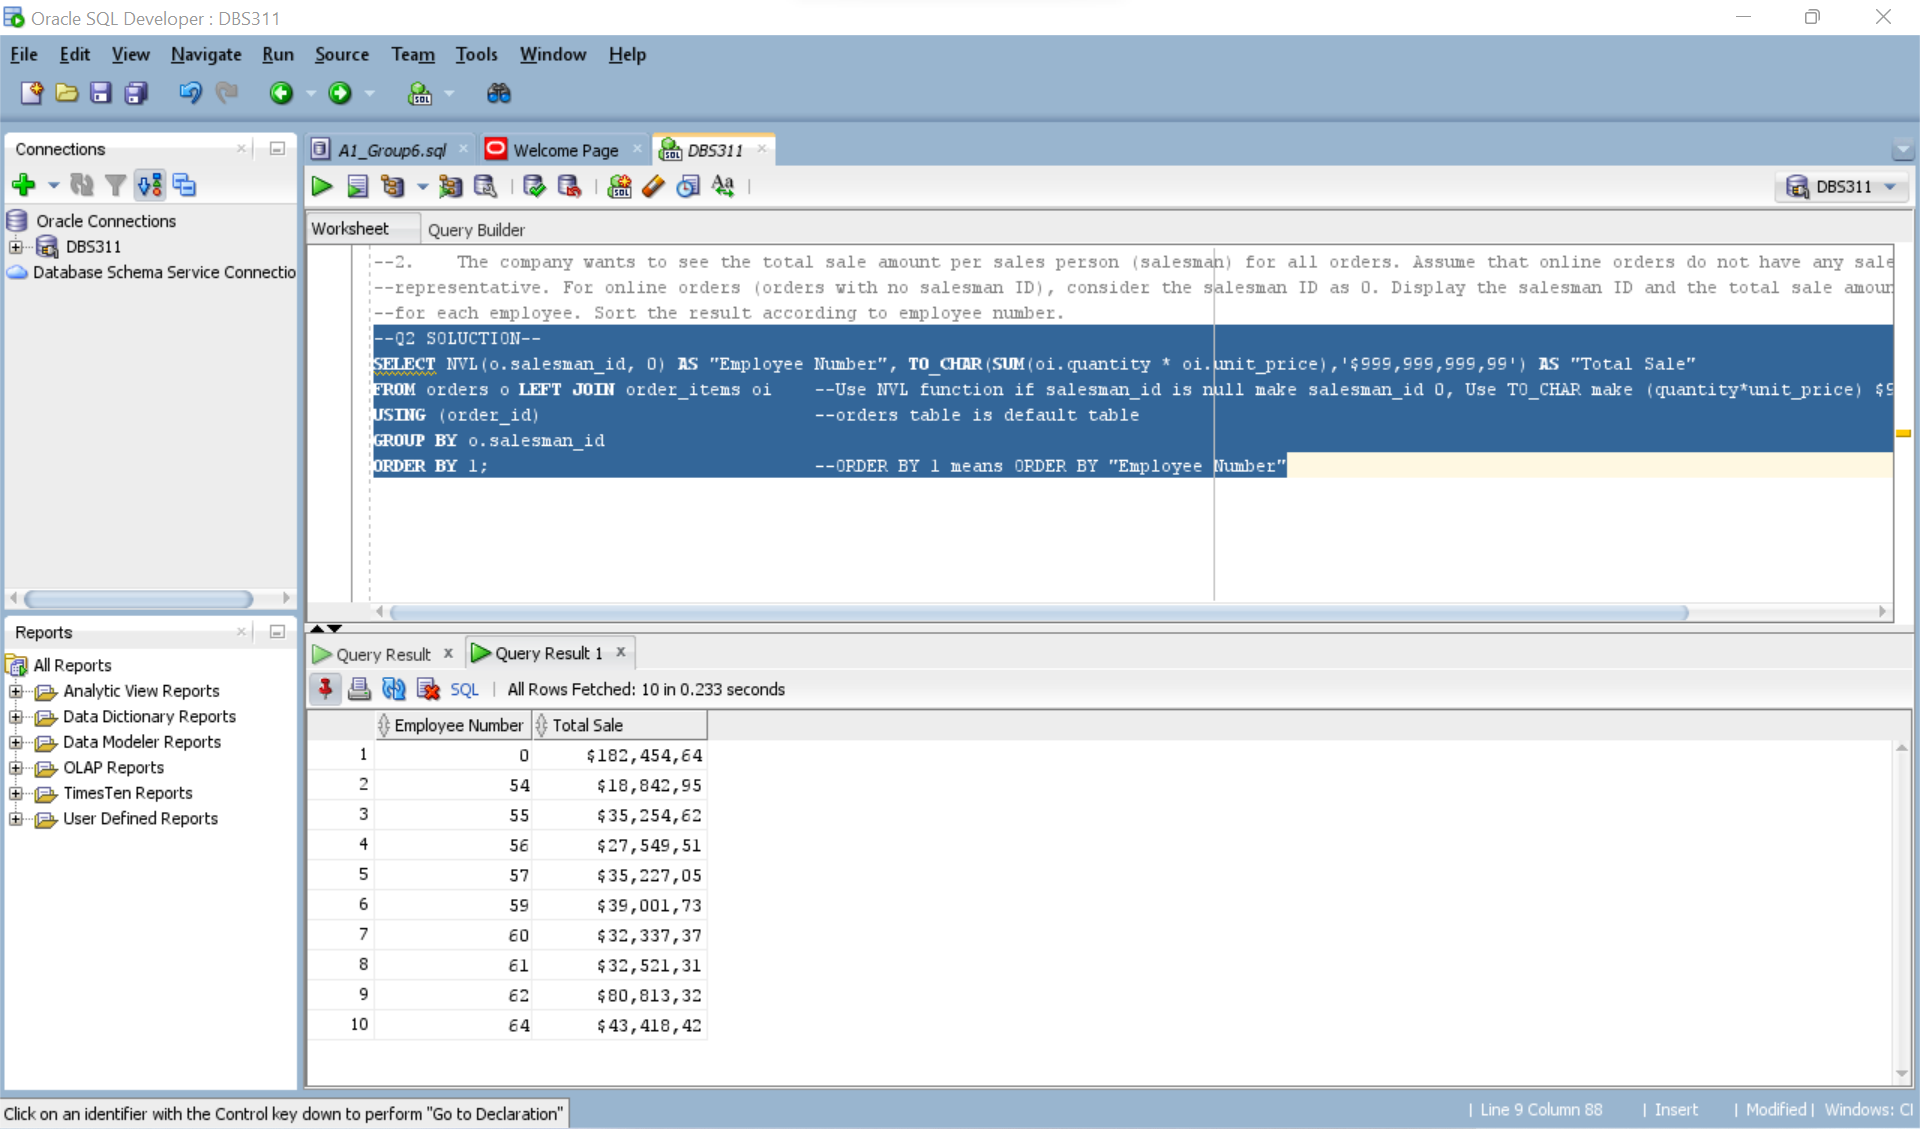 Oracle SQL Developer : DBS311
File Edit View Navigate Run Source Team Tools Window Help
Connections
Oracle Connections
DBS311
Database Schema Service Connectio
Reports
All Reports
Analytic View Reports
Data Dictionary Reports
Data Modeler Reports
OLAP Reports
TimesTen Reports
User Defined Reports
A1_Group6.sql Welcome Page DBS311
DBS311
Worksheet Query Builder
--2. The company wants to see the total sale amount per sales person (salesman) for all orders. Assume that online orders do not have any sale
--representative. For online orders (orders with no salesman ID), consider the salesman ID as 0. Display the salesman ID and the total sale amoun
--for each employee. Sort the result according to employee number.
--Q2 SOLUCTION--
SELECT NVL(o.salesman_id, 0) AS "Employee Number", TO_CHAR(SUM(oi.quantity * oi.unit_price),'$999,999,999,99') AS "Total Sale"
FROM orders o LEFT JOIN order_items oi --Use NVL function if salesman_id is null make salesman_id 0, Use TO_CHAR make (quantity*unit_price) $9
USING (order_id) --orders table is default table
GROUP BY o.salesman_id
ORDER BY 1; --ORDER BY 1 means ORDER BY "Employee Number"
Query Result Query Result 1
SQL All Rows Fetched: 10 in 0.233 seconds
Employee Number Total Sale
1 0 $182,454,64
2 54 $18,842,95
3 55 $35,254,62
4 56 $27,549,51
5 57 $35,227,05
6 59 $39,001,73
7 60 $32,337,37
8 61 $32,521,31
9 62 $80,813,32
10 64 $43,418,42
Click on an identifier with the Control key down to perform "Go to Declaration"
| Line 9 Column 88 | Insert | Modified | Windows: Cl